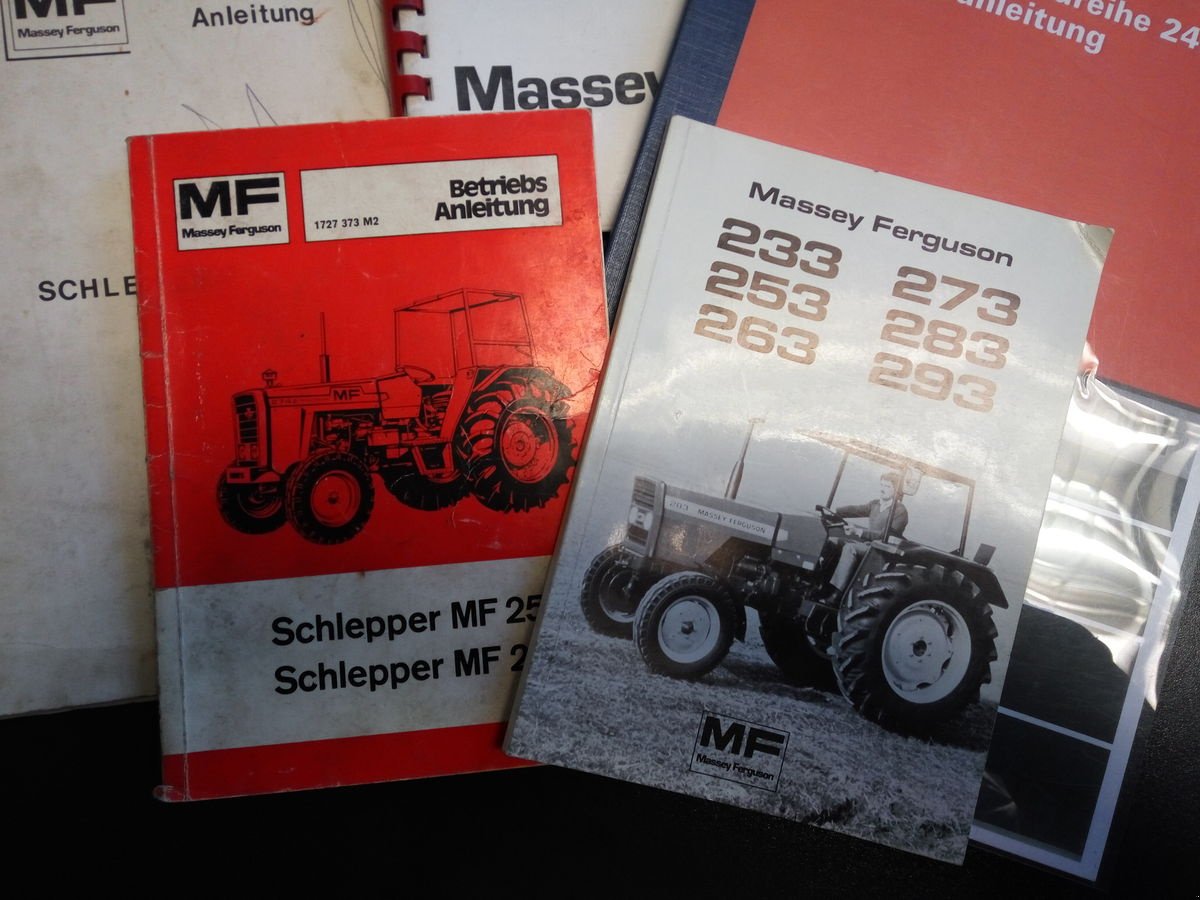 MF
Massey Ferguson
Anleitung
SCHLE
Massey
reihe 24
anleitung
MF
Massey Ferguson
1727 373 M2
Betriebs
Anleitung
MF
Schlepper MF 25
Schlepper MF 2
Massey Ferguson
233
253
263
273
283
293
MASSEY FERGUSON
MF
Massey Ferguson